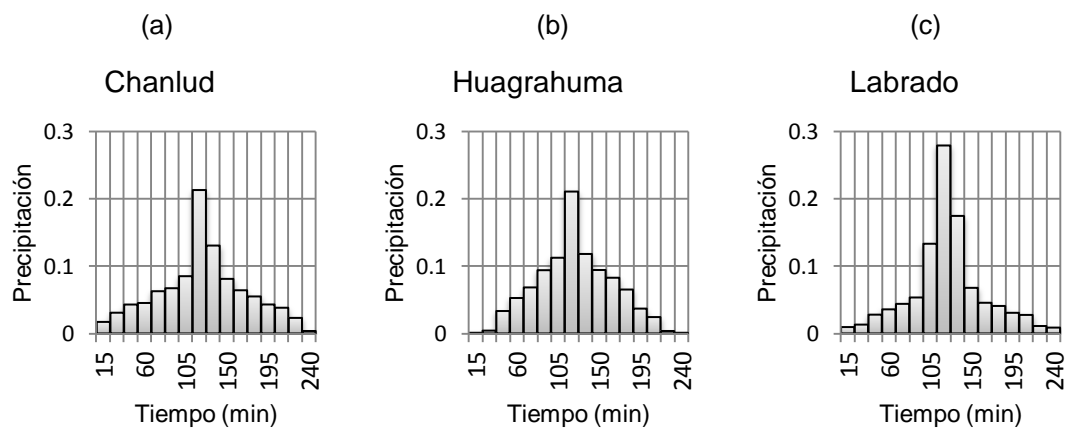 (a)
Chanlud
Precipitación
0.3
0.2
0.1
0
15
60
105
150
195
240
Tiempo (min)
(b)
Huagrahuma
Precipitación
0.3
0.2
0.1
0
15
60
105
150
195
240
Tiempo (min)
(c)
Labrado
Precipitación
0.3
0.2
0.1
0
15
60
105
150
195
240
Tiempo (min)